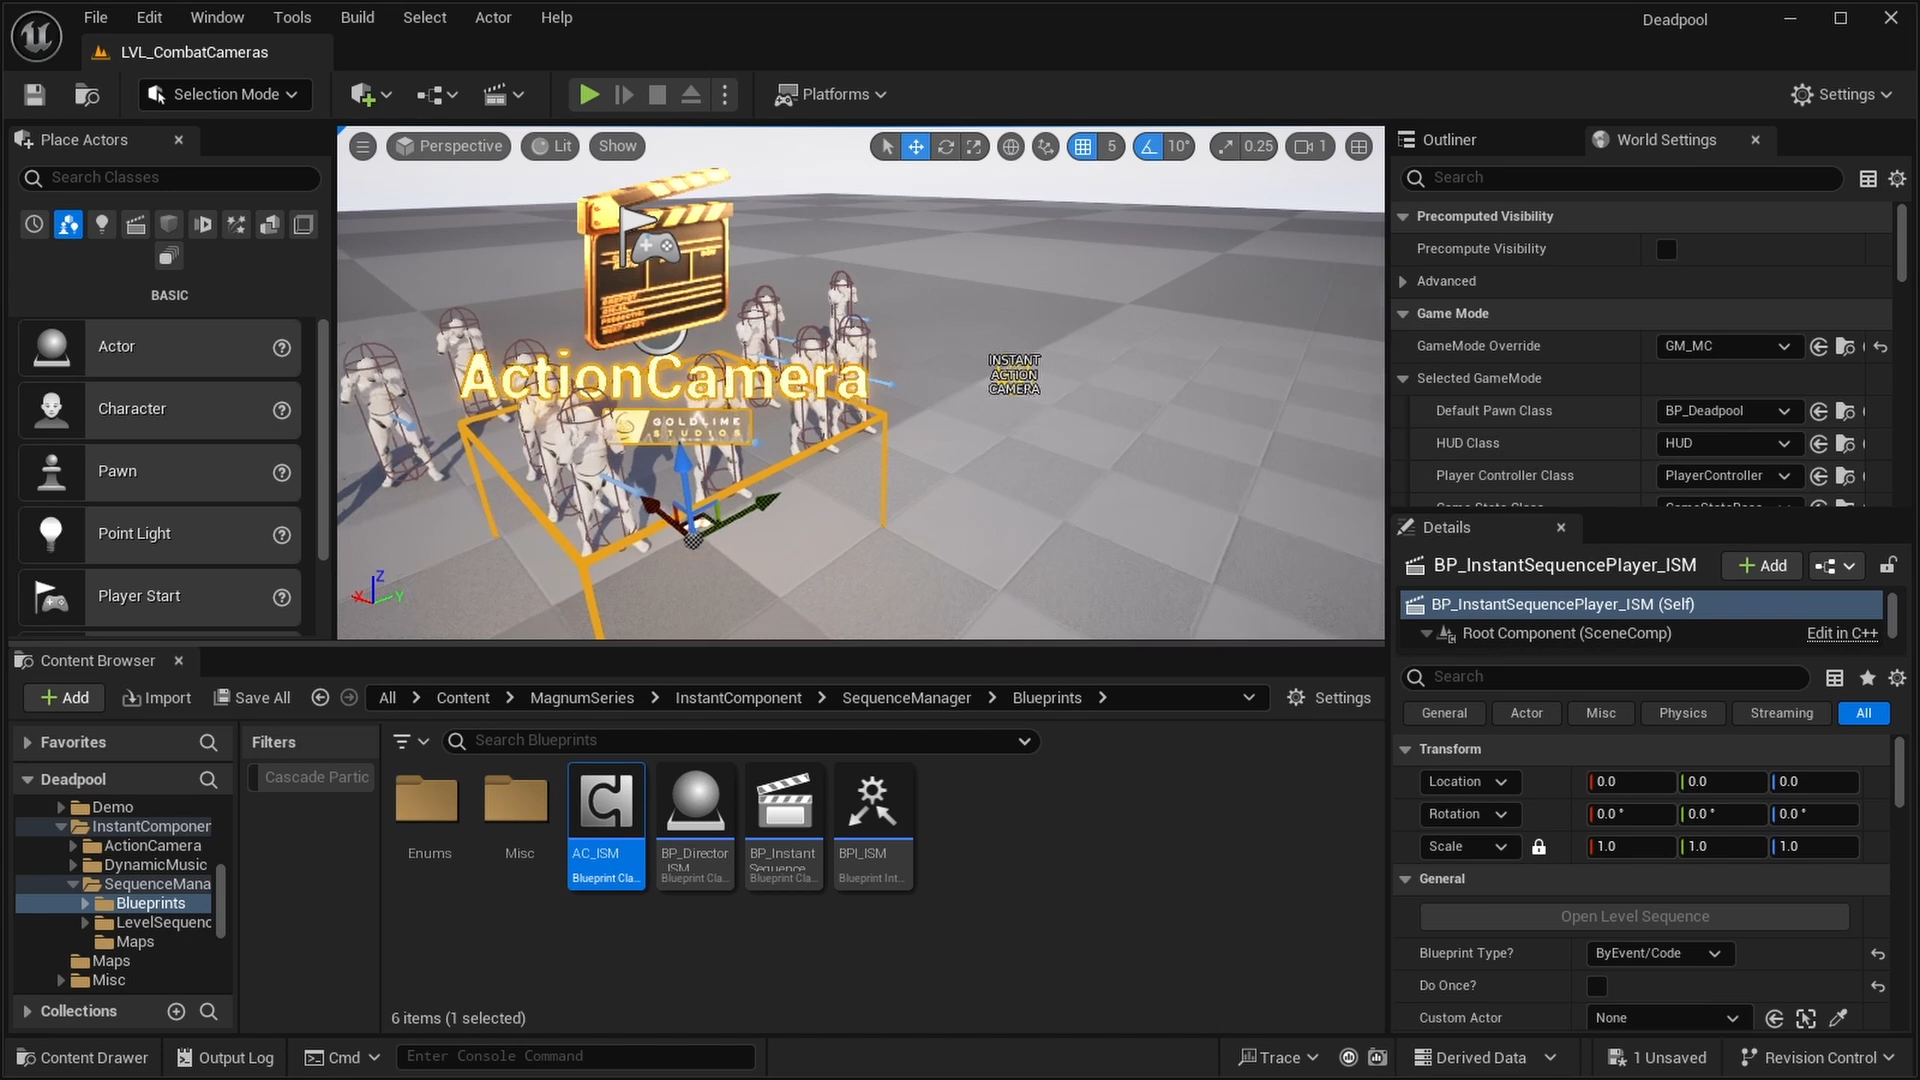 File Edit Window Tools Build Select Actor Help
Deadpool
LVL_CombatCameras
Selection Mode
Platforms
Settings
Place Actors
Search Classes
BASIC
Actor
Character
Pawn
Point Light
Player Start
Perspective Lit Show
5 10° 0.25 1
ActionCamera
GOLDLIME
STUDIOS
INSTANT
ACTION
CAMERA
Z
X Y
Outliner World Settings
Search
Precomputed Visibility
Precompute Visibility
Advanced
Game Mode
GameMode Override GM_MC
Selected GameMode
Default Pawn Class BP_Deadpool
HUD Class HUD
Player Controller Class PlayerController
Details
BP_InstantSequencePlayer_ISM Add
BP_InstantSequencePlayer_ISM (Self)
Root Component (SceneComp) Edit in C++
Search
General Actor Misc Physics Streaming All
Transform
Location 0.0 0.0 0.0
Rotation 0.0 ° 0.0 ° 0.0 °
Scale 1.0 1.0 1.0
General
Open Level Sequence
Blueprint Type? ByEvent/Code
Do Once?
Custom Actor None
Content Browser
Add Import Save All All Content MagnumSeries InstantComponent SequenceManager Blueprints Settings
Favorites
Deadpool
Demo
InstantComponer
ActionCamera
DynamicMusic
SequenceMana
Blueprints
LevelSequenc
Maps
Maps
Misc
Collections
Filters
Cascade Partic
Search Blueprints
Enums
Misc
AC_ISM
Blueprint Cla...
BP_Director
ISM
Blueprint Cla...
BP_Instant
Sequence
Blueprint Cla...
BPI_ISM
Blueprint Int...
6 items (1 selected)
Content Drawer Output Log Cmd Enter Console Command Trace Derived Data 1 Unsaved Revision Control